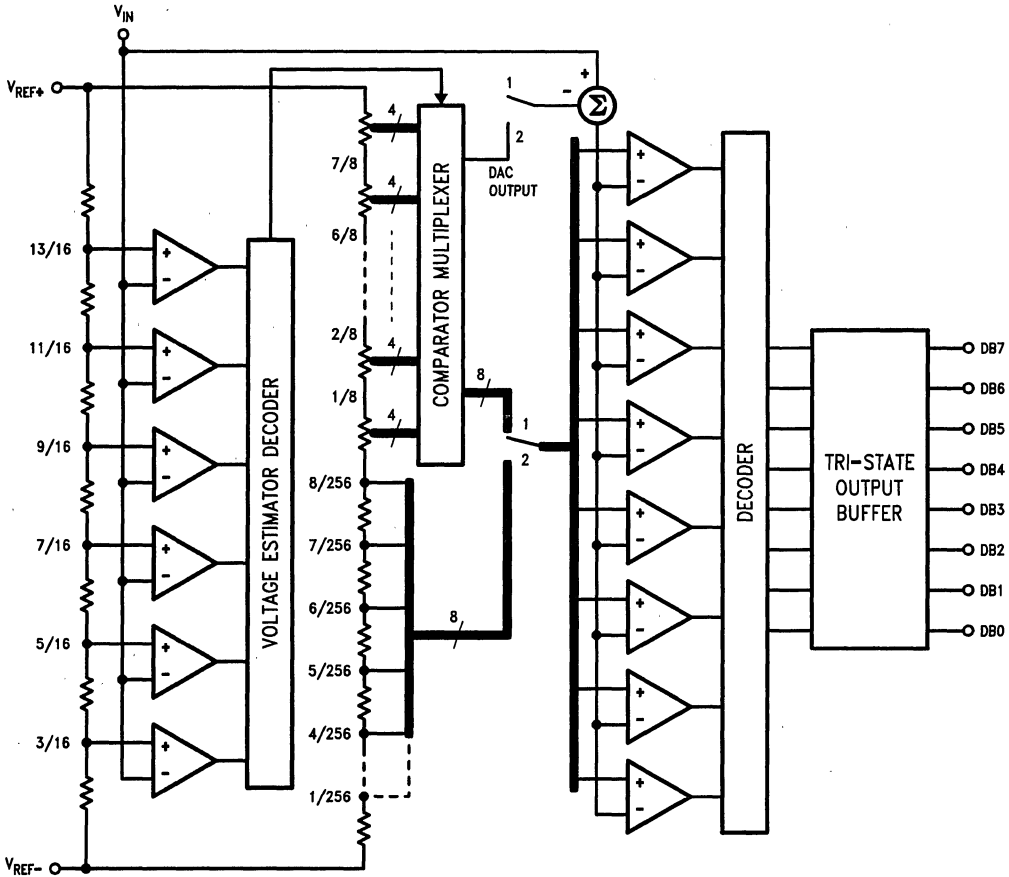 V_IN
V_REF+
+
-
1
Σ
4
2
7/8
DAC
OUTPUT
4
6/8
COMPARATOR MULTIPLEXER
+
-
+
-
13/16
+
-
11/16
+
-
2/8
4
1/8
8
4
1
2
+
-
+
-
9/16
+
-
8/256
7/256
7/16
+
-
6/256
8
5/256
5/16
+
-
4/256
3/16
+
-
1/256
VOLTAGE ESTIMATOR DECODER
+
-
+
-
+
-
+
-
DECODER
TRI-STATE
OUTPUT
BUFFER
DB7
DB6
DB5
DB4
DB3
DB2
DB1
DB0
V_REF-